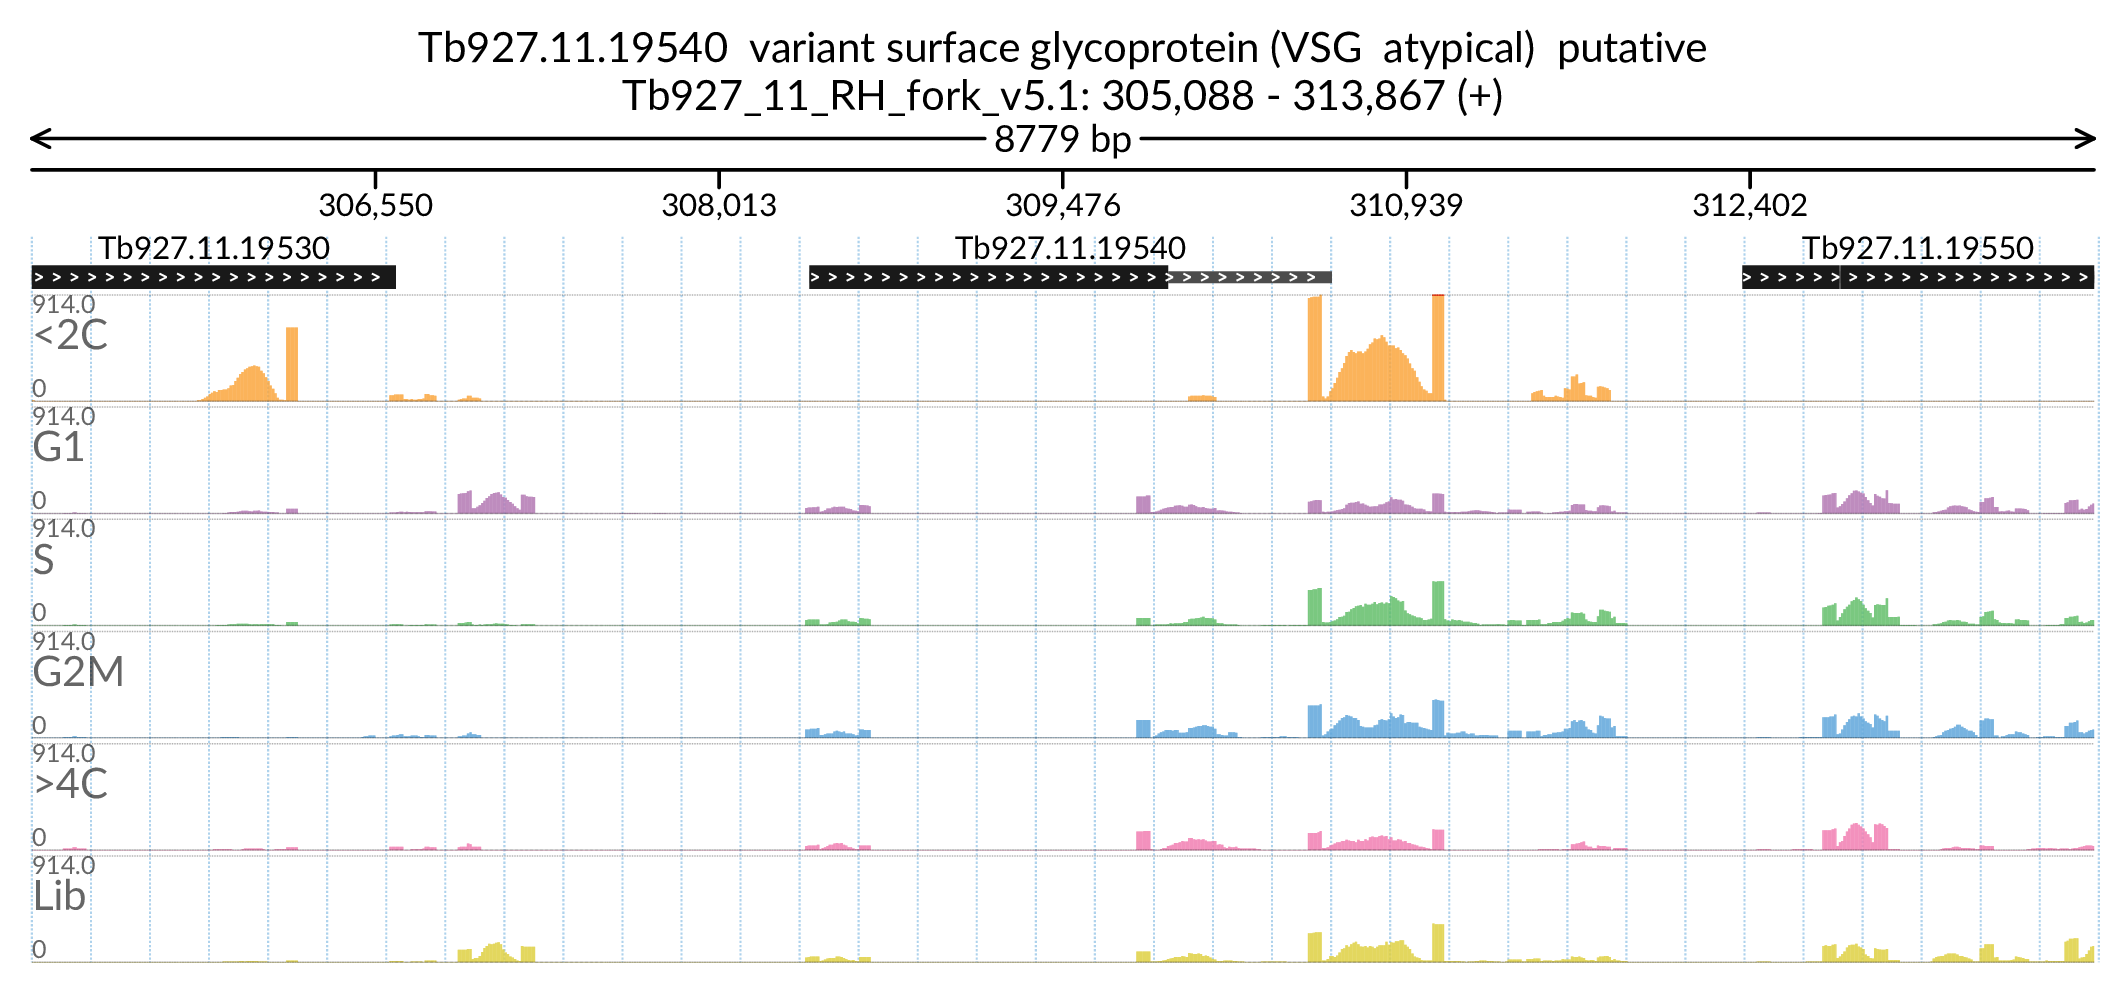 Tb927.11.19540 variant surface glycoprotein (VSG atypical) putative
Tb927_11_RH_fork_v5.1: 305,088 - 313,867 (+)
8779 bp
306,550 308,013 309,476 310,939 312,402
Tb927.11.19530 Tb927.11.19540 Tb927.11.19550
914.0
<2C
0
914.0
G1
0
914.0
S
0
914.0
G2M
0
914.0
>4C
0
914.0
Lib
0